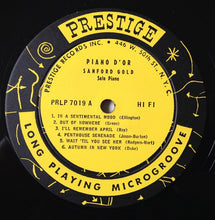 PRESTIGE
PRESTIGE RECORDS INC. • 446 W. 50th ST., N.Y.C.
PIANO D'OR
SANFORD GOLD
Solo Piano
PRLP 7019 A
HI FI
1. IN A SENTIMENTAL MOOD (Ellington)
2. OUT OF NOWHERE (Green)
3. I'LL REMEMBER APRIL (Raye)
4. PENTHOUSE SERENADE (Jason-Burton)
5. WAIT 'TIL YOU SEE HER (Rodgers-Hart)
6. AUTUMN IN NEW YORK (Duke)
LONG PLAYING MICROGROOVE